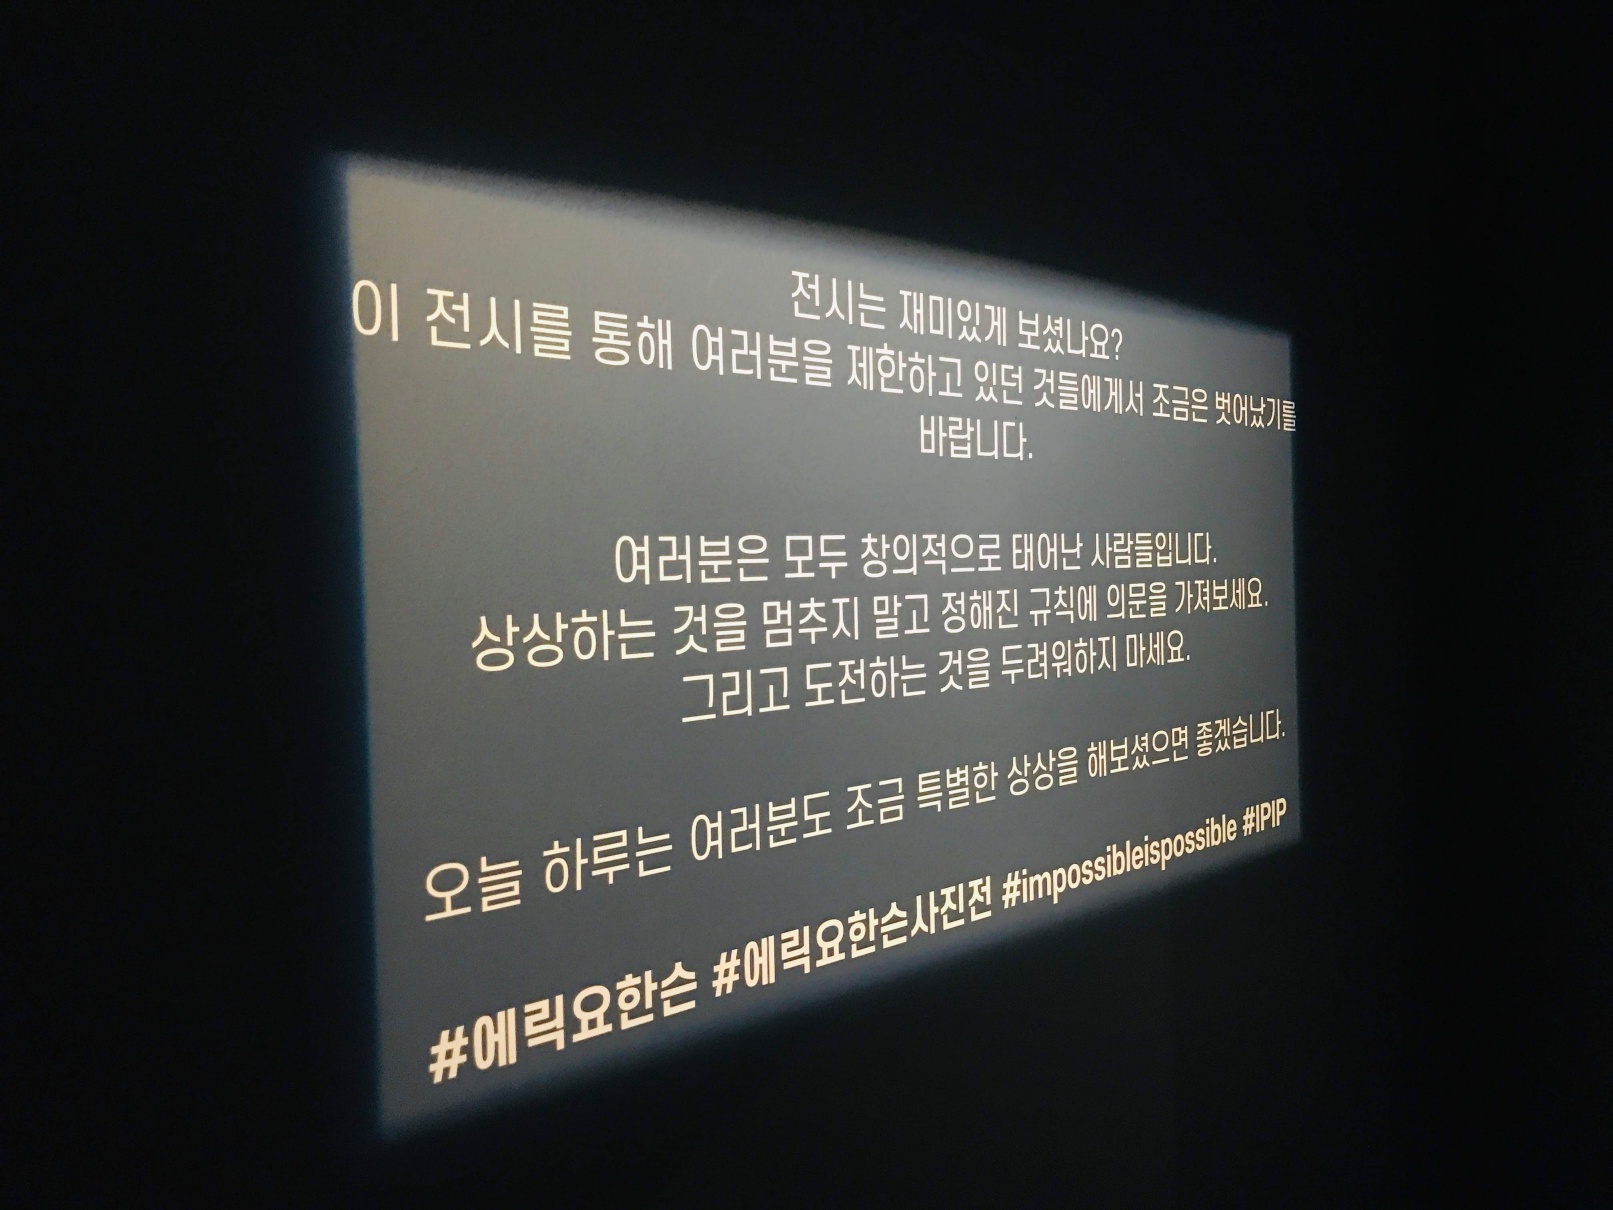 전시는 재미있게 보셨나요?
이 전시를 통해 여러분을 제한하고 있던 것들에게서 조금은 벗어났기를
바랍니다.
여러분은 모두 창의적으로 태어난 사람들입니다.
상상하는 것을 멈추지 말고 정해진 규칙에 의문을 가져보세요.
그리고 도전하는 것을 두려워하지 마세요.
오늘 하루는 여러분도 조금 특별한 상상을 해보셨으면 좋겠습니다.
#에릭요한슨 #에릭요한슨사진전 #impossibleispossible #IPIP